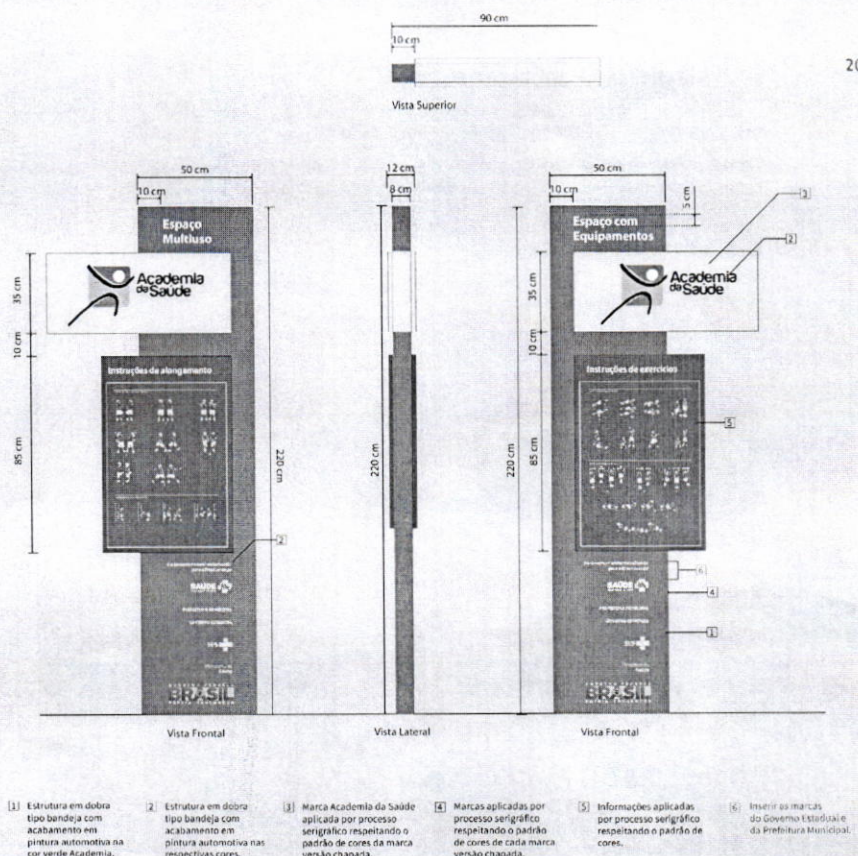 90 cm
10 cm
20
Vista Superior
50 cm
10 cm
12 cm
8 cm
50 cm
10 cm
5 cm
Espaço
Multiuso
Espaço com
Equipamentos
3
2
35 cm
Academia
da Saúde
35 cm
Academia
da Saúde
10 cm
10 cm
Instruções de alongamento
Instruções de exercícios
85 cm
220 cm
220 cm
220 cm
85 cm
5
2
6
SAÚDE
SAÚDE
4
1
SUS
SUS
BRASIL
BRASIL
Vista Frontal
Vista Lateral
Vista Frontal
1 Estrutura em dobra
tipo bandeja com
acabamento em
pintura automotiva na
cor verde Academia.
2 Estrutura em dobra
tipo bandeja com
acabamento em
pintura automotiva nas
respectivas cores.
3 Marca Academia da Saúde
aplicada por processo
serigráfico respeitando o
padrão de cores da marca
versão chapada.
4 Marcas aplicadas por
processo serigráfico
respeitando o padrão
de cores de cada marca
versão chapada.
5 Informações aplicadas
por processo serigráfico
respeitando o padrão de
cores.
6 Inserir as marcas
do Governo Estadual e
da Prefeitura Municipal.